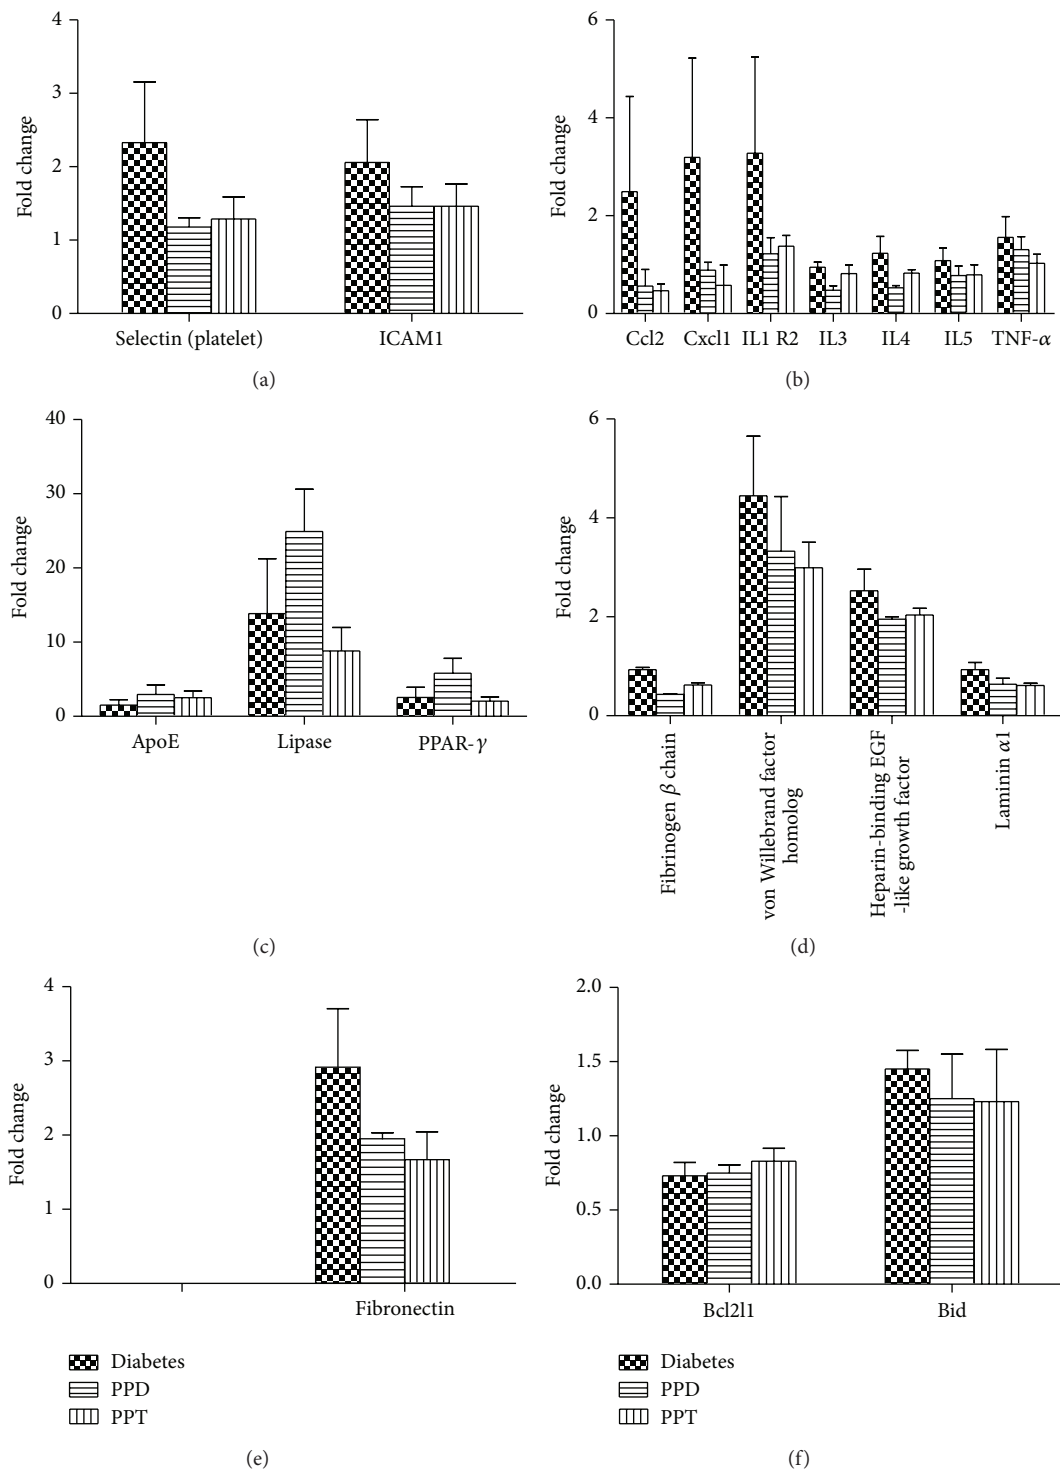 4
3
2
1
0
Fold change
Selectin (platelet)
ICAM1
(a)
6
4
2
0
Fold change
Ccl2
Cxcl1
IL1 R2
IL3
IL4
IL5
TNF-α
(b)
40
30
20
10
0
Fold change
ApoE
Lipase
PPAR-γ
(c)
6
4
2
0
Fold change
Fibrinogen β chain
von Willebrand factor
homolog
Heparin-binding EGF
-like growth factor
Laminin α1
(d)
4
3
2
1
0
Fold change
Fibronectin
Diabetes
PPD
PPT
(e)
2.0
1.5
1.0
0.5
0.0
Fold change
Bcl2l1
Bid
Diabetes
PPD
PPT
(f)